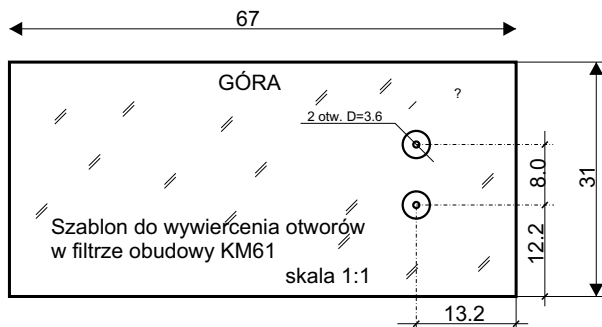 67
GÓRA
?
2 otw. D=3.6
8.0
31
12.2
Szablon do wywiercenia otworów
w filtrze obudowy KM61
skala 1:1
13.2